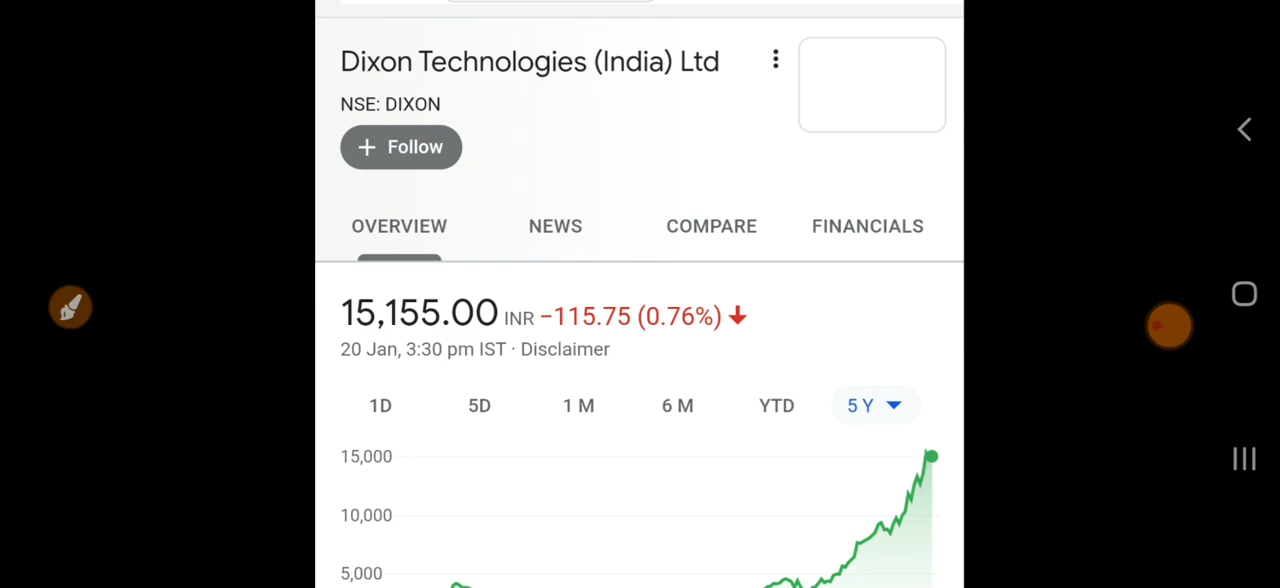 Dixon Technologies (India) Ltd
NSE: DIXON
+ Follow
OVERVIEW NEWS COMPARE FINANCIALS
15,155.00 INR −115.75 (0.76%)
20 Jan, 3:30 pm IST · Disclaimer
1D 5D 1 M 6 M YTD 5 Y
15,000
10,000
5,000